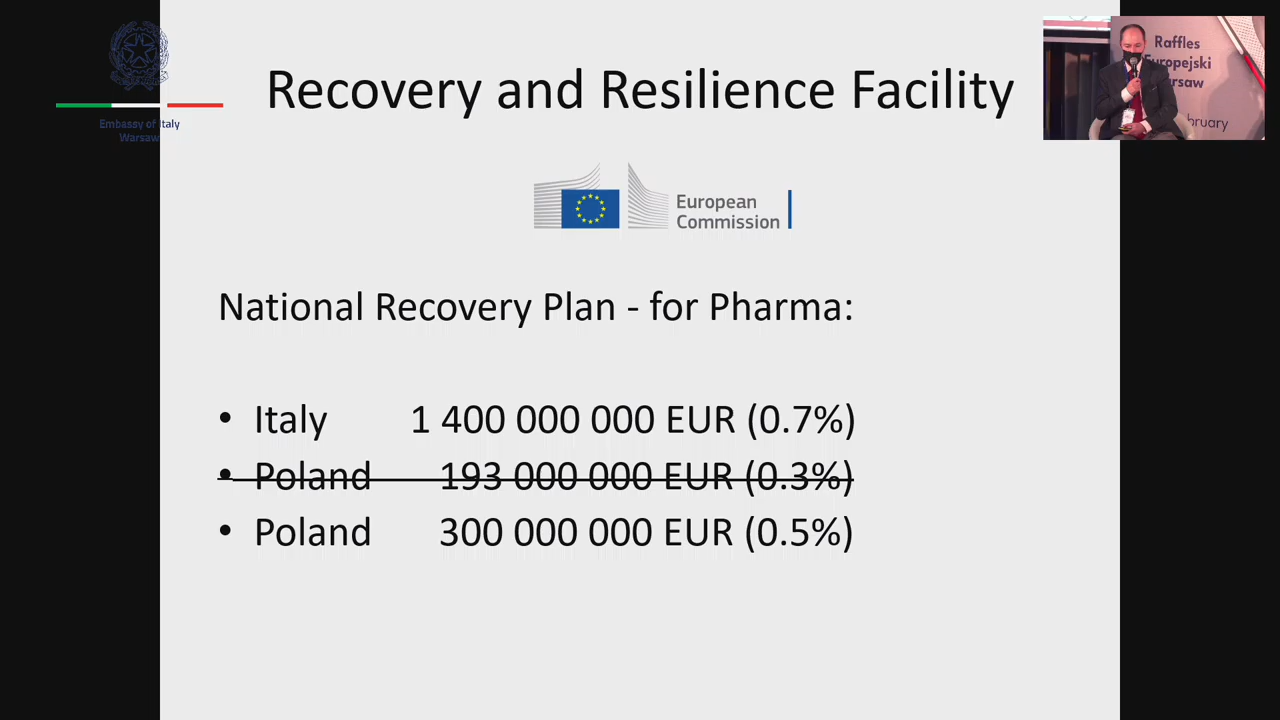 Embassy of Italy
Warsaw
Recovery and Resilience Facility
Raffles
Europejski
Warsaw
bruary
European
Commission
National Recovery Plan - for Pharma:
• Italy 1 400 000 000 EUR (0.7%)
• Poland 193 000 000 EUR (0.3%)
• Poland 300 000 000 EUR (0.5%)